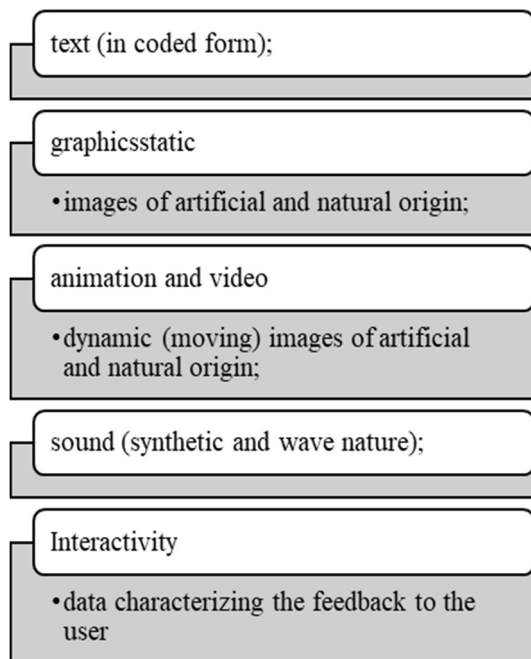 text (in coded form);
graphicsstatic
•images of artificial and natural origin;
animation and video
•dynamic (moving) images of artificial
and natural origin;
sound (synthetic and wave nature);
Interactivity
•data characterizing the feedback to the
user